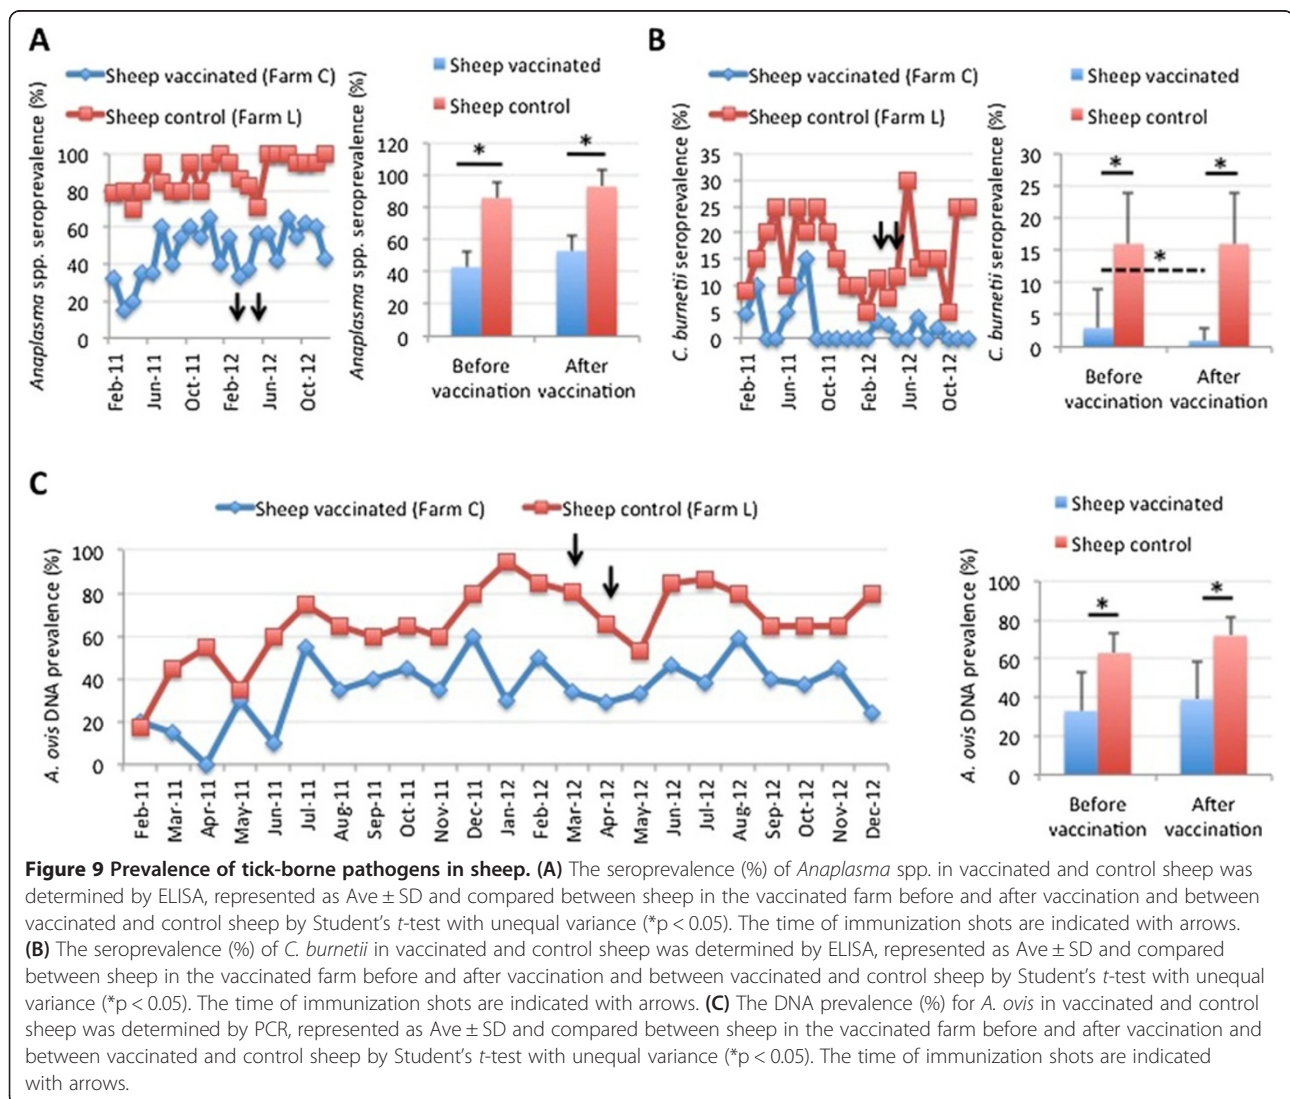 A
Sheep vaccinated (Farm C)
Sheep control (Farm L)
Anaplasma spp. seroprevalence (%)
100
80
60
40
20
0
Feb-11
Jun-11
Oct-11
Feb-12
Jun-12
Oct-12
Sheep vaccinated
Sheep control
Anaplasma spp. seroprevalence (%)
120
100
80
60
40
20
0
*
*
Before vaccination
After vaccination
B
Sheep vaccinated (Farm C)
Sheep control (Farm L)
C. burnetii seroprevalence (%)
35
30
25
20
15
10
5
0
Feb-11
Jun-11
Oct-11
Feb-12
Jun-12
Oct-12
Sheep vaccinated
Sheep control
C. burnetii seroprevalence (%)
30
25
20
15
10
5
0
*
*
*
Before vaccination
After vaccination
C
Sheep vaccinated (Farm C)
Sheep control (Farm L)
A. ovis DNA prevalence (%)
100
80
60
40
20
0
Feb-11
Mar-11
Apr-11
May-11
Jun-11
Jul-11
Aug-11
Sep-11
Oct-11
Nov-11
Dec-11
Jan-12
Feb-12
Mar-12
Apr-12
May-12
Jun-12
Jul-12
Aug-12
Sep-12
Oct-12
Nov-12
Dec-12
Sheep vaccinated
Sheep control
A. ovis DNA prevalence (%)
100
80
60
40
20
0
*
*
Before vaccination
After vaccination
Figure 9 Prevalence of tick-borne pathogens in sheep. (A) The seroprevalence (%) of Anaplasma spp. in vaccinated and control sheep was
determined by ELISA, represented as Ave ± SD and compared between sheep in the vaccinated farm before and after vaccination and between
vaccinated and control sheep by Student's t-test with unequal variance (*p < 0.05). The time of immunization shots are indicated with arrows.
(B) The seroprevalence (%) of C. burnetii in vaccinated and control sheep was determined by ELISA, represented as Ave ± SD and compared
between sheep in the vaccinated farm before and after vaccination and between vaccinated and control sheep by Student's t-test with unequal
variance (*p < 0.05). The time of immunization shots are indicated with arrows. (C) The DNA prevalence (%) for A. ovis in vaccinated and control
sheep was determined by PCR, represented as Ave ± SD and compared between sheep in the vaccinated farm before and after vaccination and
between vaccinated and control sheep by Student's t-test with unequal variance (*p < 0.05). The time of immunization shots are indicated
with arrows.